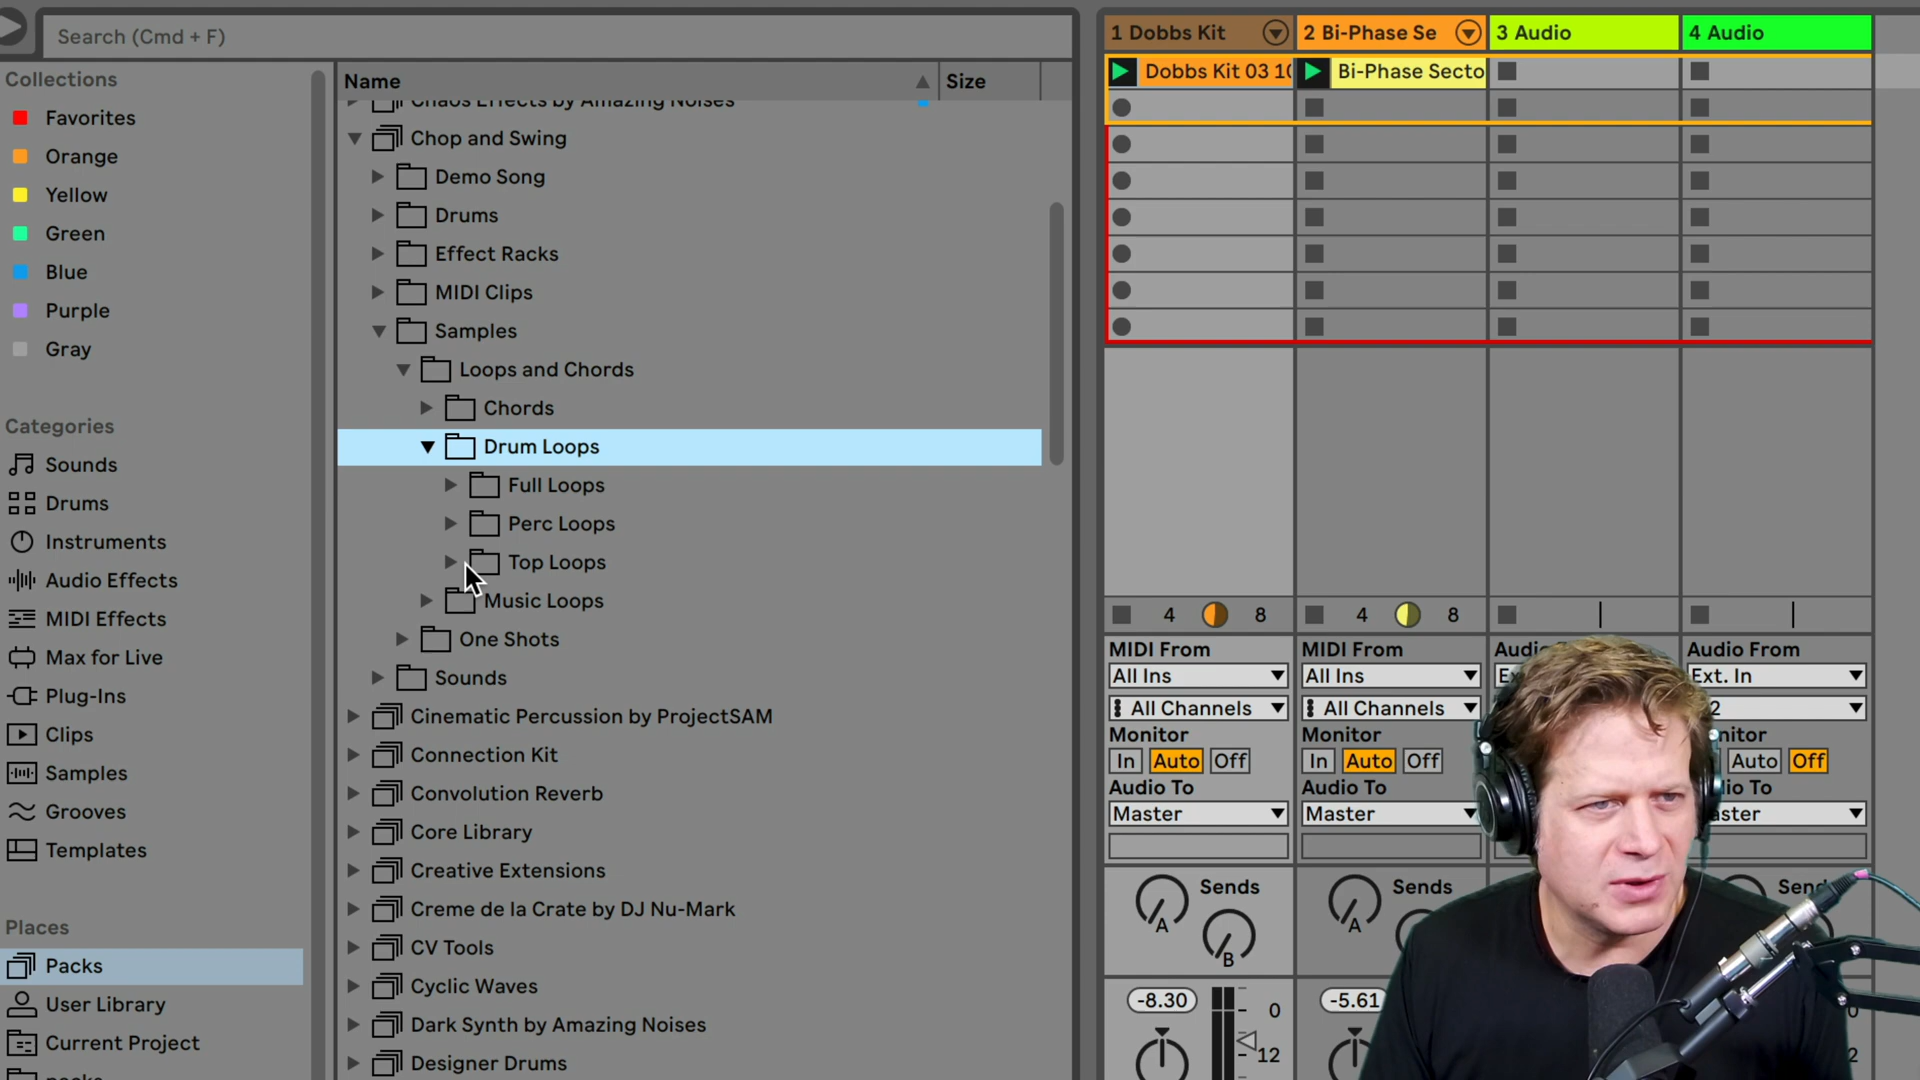 Search (Cmd + F)
Collections
Favorites
Orange
Yellow
Green
Blue
Purple
Gray
Categories
Sounds
Drums
Instruments
Audio Effects
MIDI Effects
Max for Live
Plug-Ins
Clips
Samples
Grooves
Templates
Places
Packs
User Library
Current Project
Name
Size
Chaos Effects by Amazing Noises
Chop and Swing
Demo Song
Drums
Effect Racks
MIDI Clips
Samples
Loops and Chords
Chords
Drum Loops
Full Loops
Perc Loops
Top Loops
Music Loops
One Shots
Sounds
Cinematic Percussion by ProjectSAM
Connection Kit
Convolution Reverb
Core Library
Creative Extensions
Creme de la Crate by DJ Nu-Mark
CV Tools
Cyclic Waves
Dark Synth by Amazing Noises
Designer Drums
1 Dobbs Kit
2 Bi-Phase Se
3 Audio
4 Audio
Dobbs Kit 03 10
Bi-Phase Secto
4 8
4 8
MIDI From
All Ins
All Channels
Monitor
In Auto Off
Audio To
Master
Sends
A
B
-8.30
0
12
MIDI From
All Ins
All Channels
Monitor
In Auto Off
Audio To
Master
Sends
A
-5.61
Audio From
Ext. In
2
Auto Off